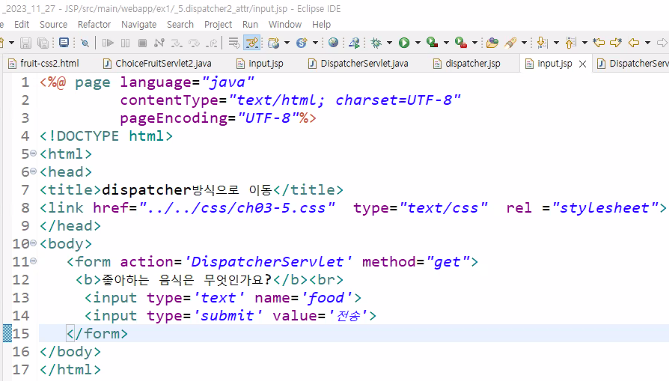 _2023_11_27 - JSP/src/main/webapp/ex1/_5.dispatcher2_attr/input.jsp - Eclipse IDE
Edit Source Refactor Navigate Search Project Run Window Help
fruit-css2.html ChoiceFruitServlet2.java input.jsp DispatcherServlet.java dispatcher.jsp input.jsp DispatcherServ
1 <%@ page language="java"
2 contentType="text/html; charset=UTF-8"
3 pageEncoding="UTF-8"%>
4 <!DOCTYPE html>
5 <html>
6 <head>
7 <title>dispatcher방식으로 이동</title>
8 <link href="../../css/ch03-5.css" type="text/css" rel ="stylesheet">
9 </head>
10 <body>
11 <form action='DispatcherServlet' method="get">
12 <b>좋아하는 음식은 무엇인가요?</b><br>
13 <input type='text' name='food'>
14 <input type='submit' value='전송'>
15 </form>
16 </body>
17 </html>